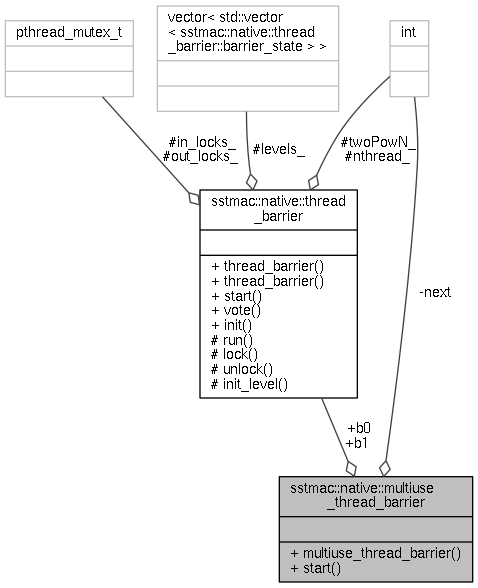 pthread_mutex_t
vector< std::vector
< sstmac::native::thread
_barrier::barrier_state > >
int
#in_locks_
#out_locks_
#levels_
#twoPowN_
#nthread_
sstmac::native::thread
_barrier
+ thread_barrier()
+ thread_barrier()
+ start()
+ vote()
+ init()
# run()
# lock()
# unlock()
# init_level()
-next
+b0
+b1
sstmac::native::multiuse
_thread_barrier
+ multiuse_thread_barrier()
+ start()